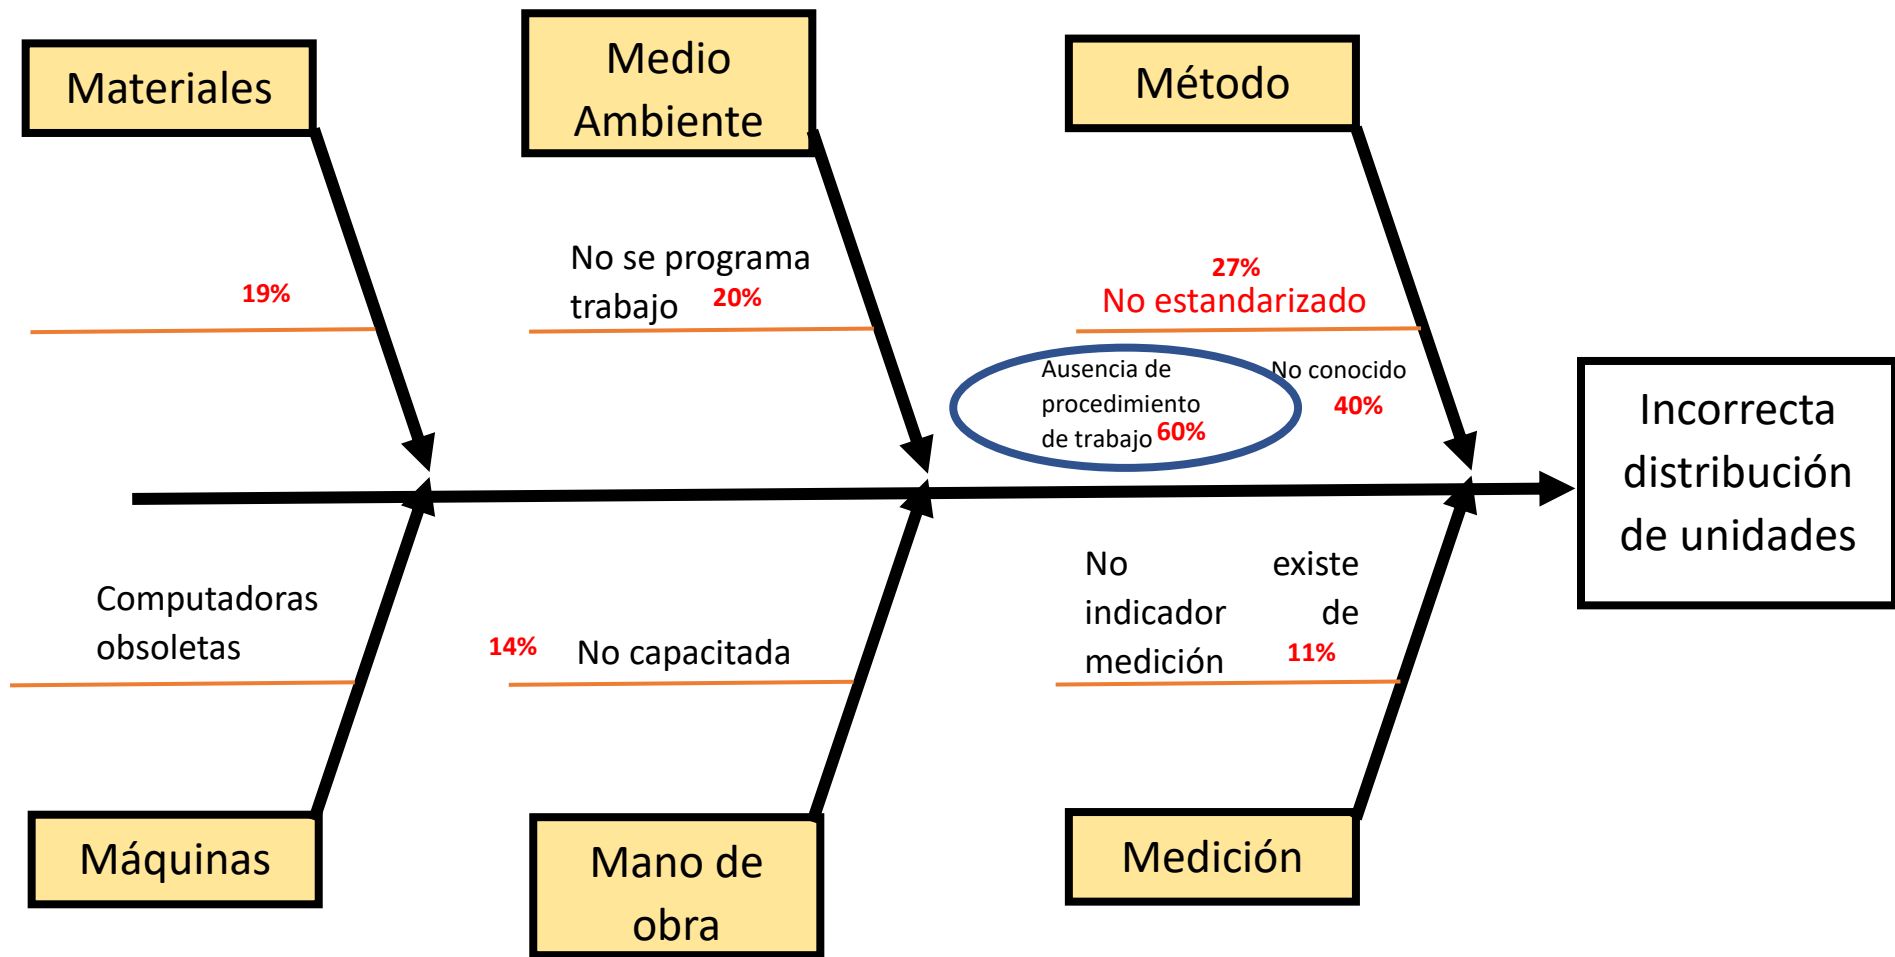 Materiales
Medio
Ambiente
Método
19%
No se programa
trabajo 20%
27%
No estandarizado
Ausencia de
procedimiento
de trabajo 60%
No conocido
40%
Incorrecta
distribución
de unidades
Computadoras
obsoletas
14% No capacitada
No existe
indicador de
medición 11%
Máquinas
Mano de
obra
Medición